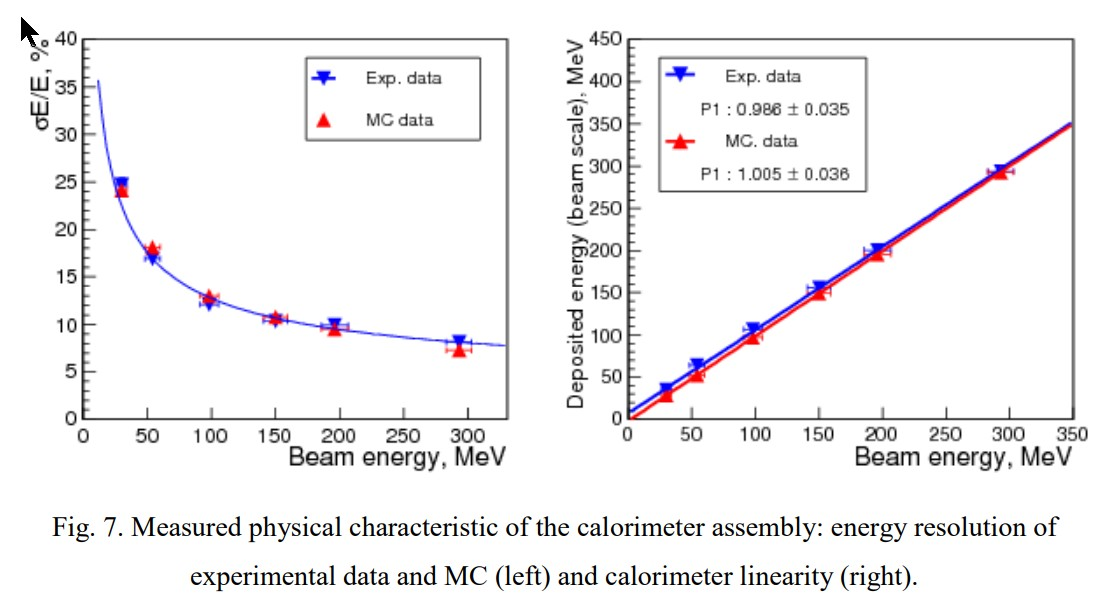 40
35
30
25
20
15
10
5
0
σE/E, %
Exp. data
MC data
0 50 100 150 200 250 300
Beam energy, MeV
450
400
350
300
250
200
150
100
50
0
Deposited energy (beam scale), MeV
Exp. data
P1 : 0.986 ± 0.035
MC. data
P1 : 1.005 ± 0.036
0 50 100 150 200 250 300 350
Beam energy, MeV
Fig. 7. Measured physical characteristic of the calorimeter assembly: energy resolution of
experimental data and MC (left) and calorimeter linearity (right).